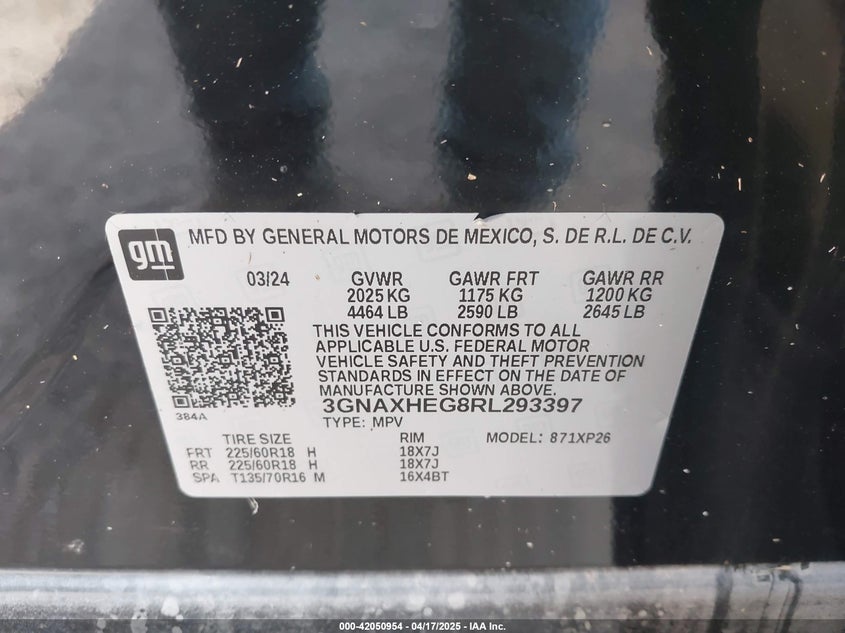 gm
MFD BY GENERAL MOTORS DE MEXICO, S. DE R.L. DE C.V.
03/24 GVWR GAWR FRT GAWR RR
2025 KG 1175 KG 1200 KG
4464 LB 2590 LB 2645 LB
THIS VEHICLE CONFORMS TO ALL
APPLICABLE U.S. FEDERAL MOTOR
VEHICLE SAFETY AND THEFT PREVENTION
STANDARDS IN EFFECT ON THE DATE OF
MANUFACTURE SHOWN ABOVE.
3GNAXHEG8RL293397
384A
TYPE: MPV
TIRE SIZE RIM MODEL: 871XP26
FRT 225/60R18 H 18X7J
RR 225/60R18 H 18X7J
SPA T135/70R16 M 16X4BT
000-42050954 - 04/17/2025 - IAA Inc.